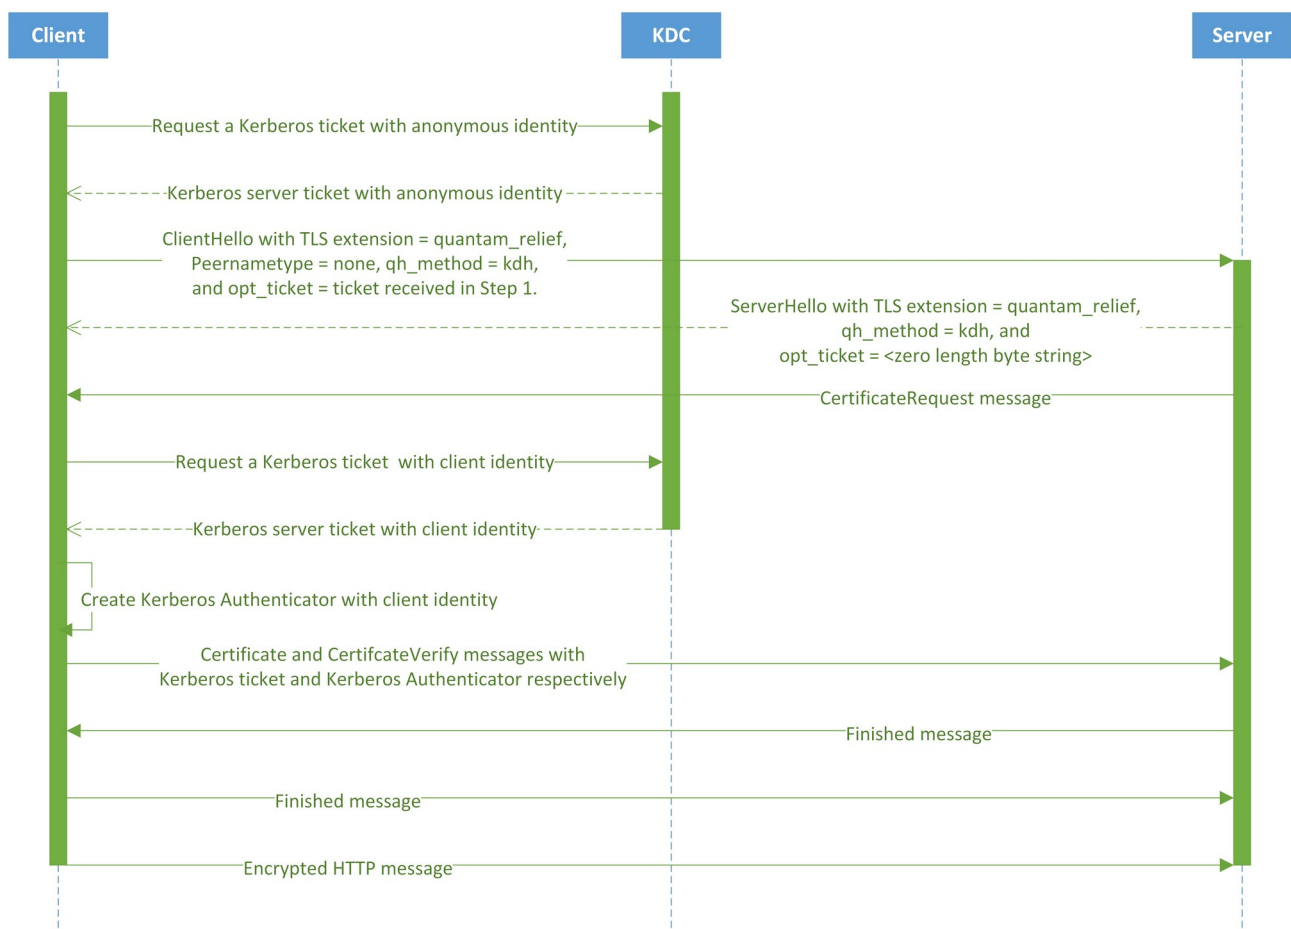 Client
KDC
Server
Request a Kerberos ticket with anonymous identity
Kerberos server ticket with anonymous identity
ClientHello with TLS extension = quantam_relief,
Peernametype = none, qh_method = kdh,
and opt_ticket = ticket received in Step 1.
ServerHello with TLS extension = quantam_relief,
qh_method = kdh, and
opt_ticket = <zero length byte string>
CertificateRequest message
Request a Kerberos ticket  with client identity
Kerberos server ticket with client identity
Create Kerberos Authenticator with client identity
Certificate and CertifcateVerify messages with
Kerberos ticket and Kerberos Authenticator respectively
Finished message
Finished message
Encrypted HTTP message